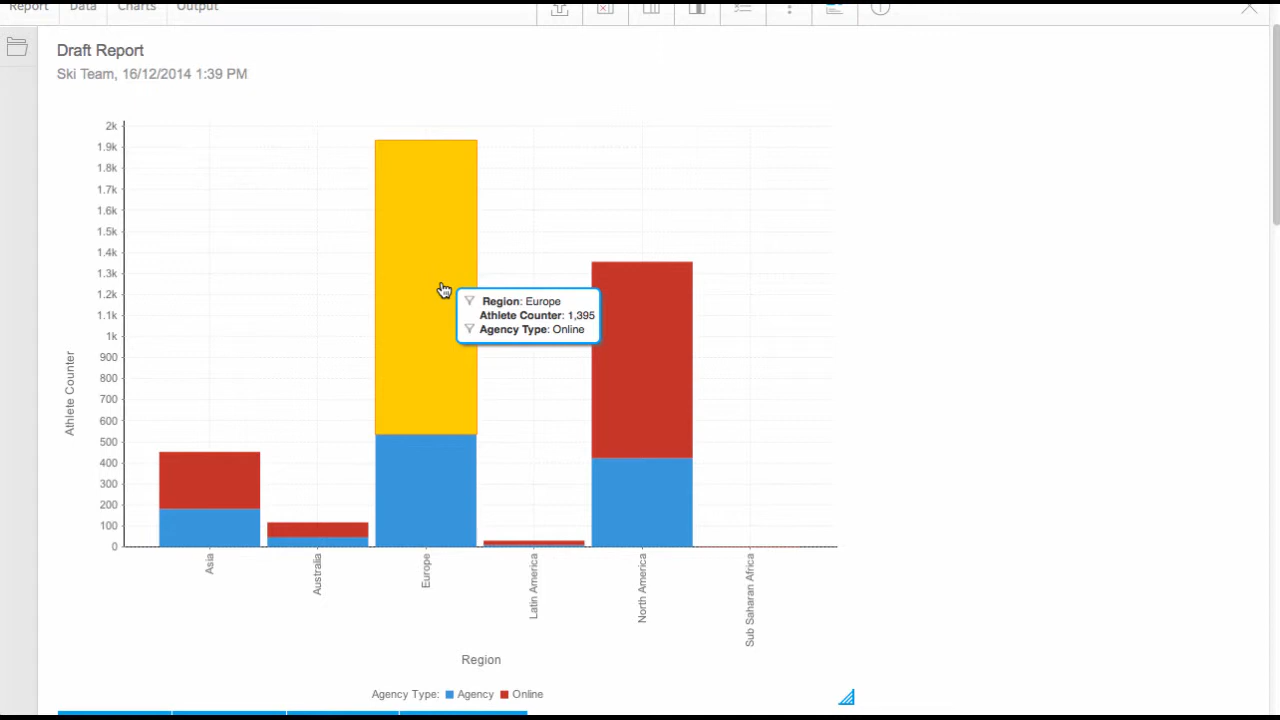 Report Data Charts Output
Draft Report
Ski Team, 16/12/2014 1:39 PM
2k
1.9k
1.8k
1.7k
1.6k
1.5k
1.4k
1.3k
1.2k
1.1k
1k
900
800
700
600
500
400
300
200
100
0
Athlete Counter
Region: Europe
Athlete Counter: 1,395
Agency Type: Online
Asia
Australia
Europe
Latin America
North America
Sub Saharan Africa
Region
Agency Type: Agency Online